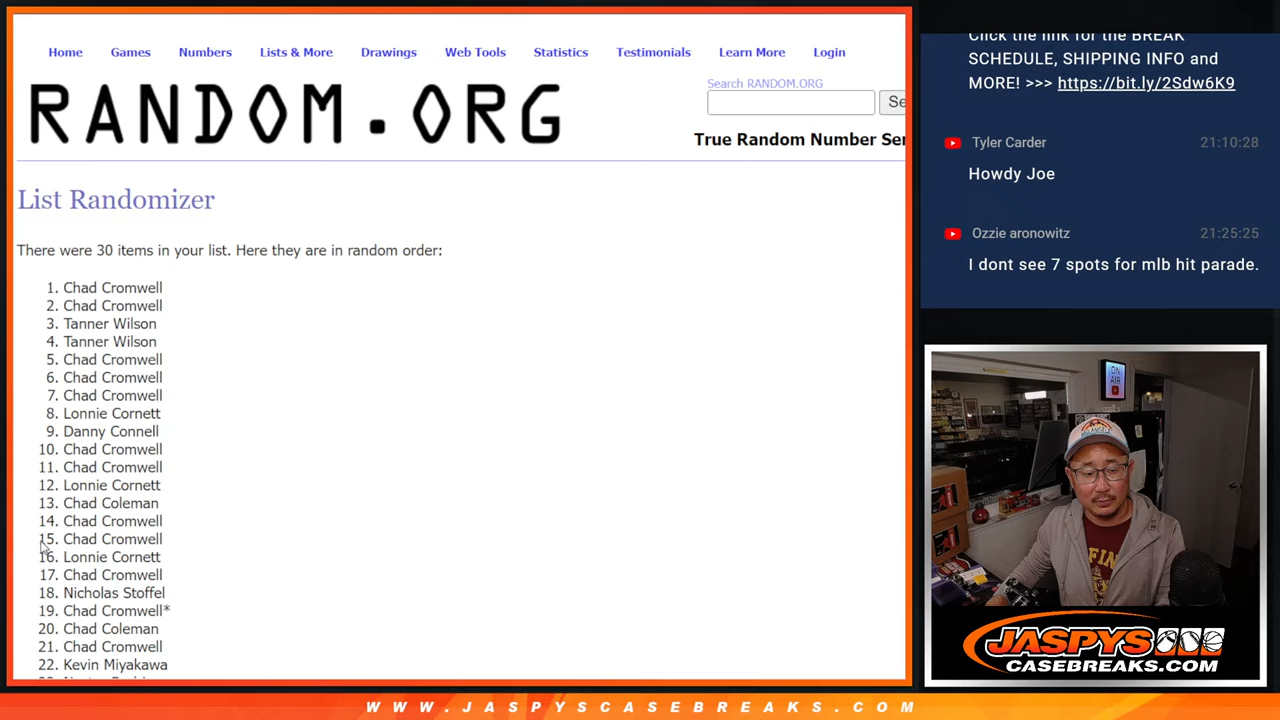 Home Games Numbers Lists & More Drawings Web Tools Statistics Testimonials Learn More Login
RANDOM.ORG
Search RANDOM.ORG
Se
True Random Number Ser
List Randomizer
There were 30 items in your list. Here they are in random order:
1. Chad Cromwell
2. Chad Cromwell
3. Tanner Wilson
4. Tanner Wilson
5. Chad Cromwell
6. Chad Cromwell
7. Chad Cromwell
8. Lonnie Cornett
9. Danny Connell
10. Chad Cromwell
11. Chad Cromwell
12. Lonnie Cornett
13. Chad Coleman
14. Chad Cromwell
15. Chad Cromwell
16. Lonnie Cornett
17. Chad Cromwell
18. Nicholas Stoffel
19. Chad Cromwell*
20. Chad Coleman
21. Chad Cromwell
22. Kevin Miyakawa
Click the link for the BREAK
SCHEDULE, SHIPPING INFO and
MORE! >>> https://bit.ly/2Sdw6K9
Tyler Carder 21:10:28
Howdy Joe
Ozzie aronowitz 21:25:25
I dont see 7 spots for mlb hit parade.
ON
AIR
JASPYS
CASEBREAKS.COM
WWW.JASPYSCASEBREAKS.COM